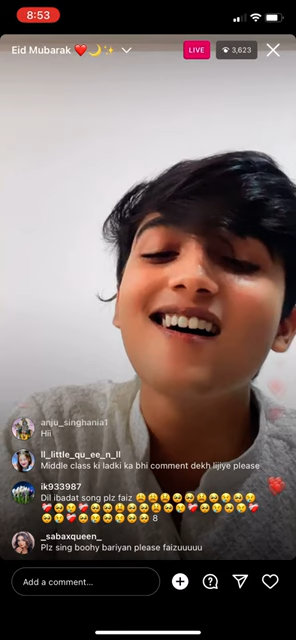 8:53
Eid Mubarak ❤️🌙✨
LIVE
3,623
anju_singhania1
Hii
ll_little_qu_ee_n_ll
Middle class ki ladki ka bhi comment dekh lijiye please
ik933987
Dil ibadat song plz faiz
8
_sabaxqueen_
Plz sing boohy bariyan please faizuuuuu
Add a comment...